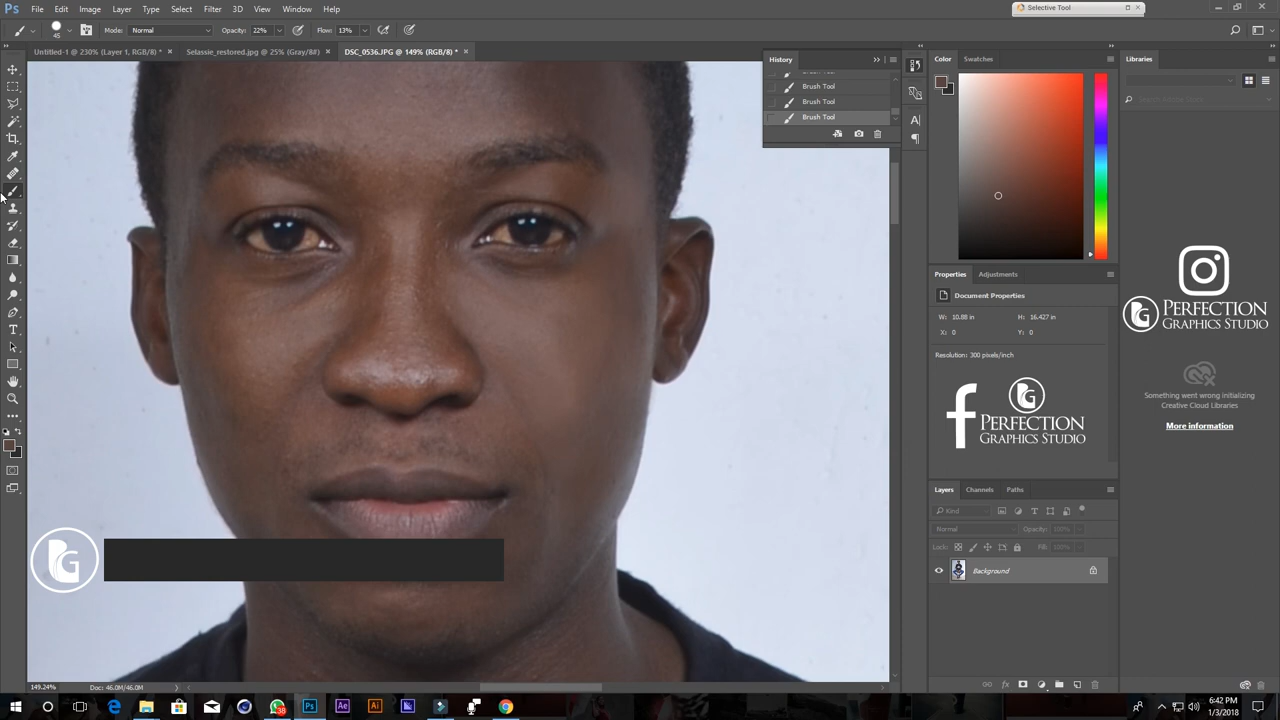 Ps File Edit Image Layer Type Select Filter 3D View Window Help
Selective Tool
45 Mode: Normal Opacity: 22% Flow: 13%
Untitled-1 @ 230% (Layer 1, RGB/8) * Selassie_restored.jpg @ 25% (Gray/8#) DSC_0536.JPG @ 149% (RGB/8) *
History
Brush Tool
Brush Tool
Brush Tool
Color Swatches
Libraries
Properties Adjustments
Document Properties
W: 10.88 in H: 16.427 in
X: 0 Y: 0
Resolution: 300 pixels/inch
f PERFECTION
GRAPHICS STUDIO
PERFECTION
GRAPHICS STUDIO
Something went wrong initializing
Creative Cloud Libraries
More information
Layers Channels Paths
Kind
Normal Opacity: 100%
Lock: Fill: 100%
Background
149.24% Doc: 46.0M/46.0M
38 Ps Ae Ai
6:42 PM
1/3/2018